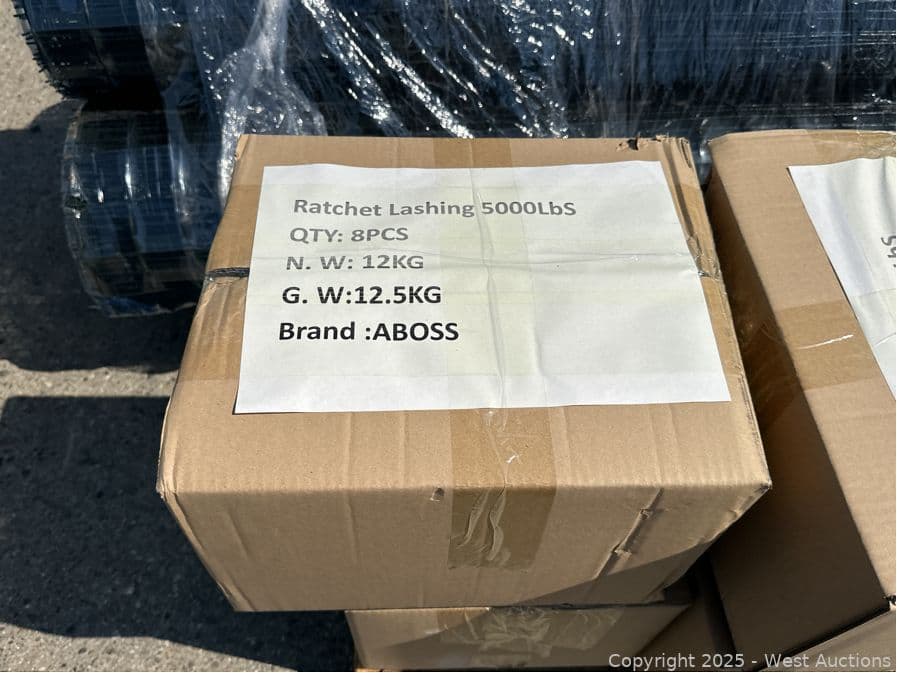 Ratchet Lashing 5000LbS
QTY: 8PCS
N. W: 12KG
G. W:12.5KG
Brand :ABOSS
Copyright 2025 - West Auctions